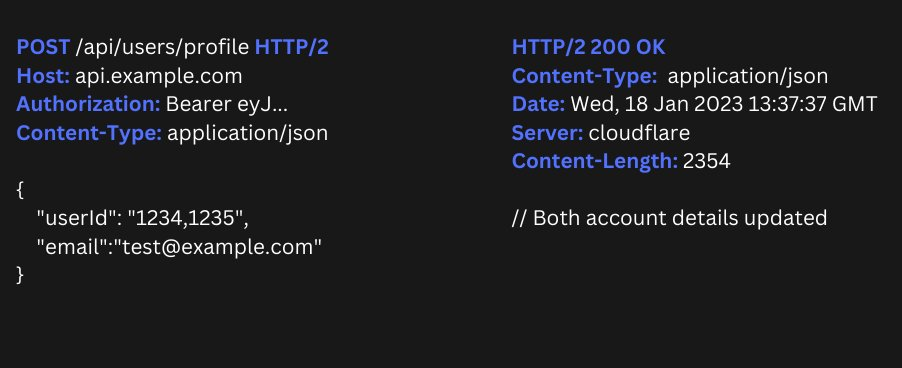 POST /api/users/profile HTTP/2
Host: api.example.com
Authorization: Bearer eyJ...
Content-Type: application/json
{
"userId": "1234,1235",
"email":"test@example.com"
}
HTTP/2 200 OK
Content-Type: application/json
Date: Wed, 18 Jan 2023 13:37:37 GMT
Server: cloudflare
Content-Length: 2354
// Both account details updated